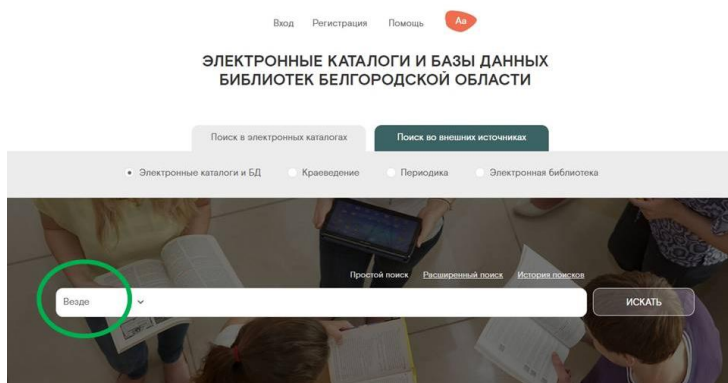 Вход Регистрация Помощь Аа
ЭЛЕКТРОННЫЕ КАТАЛОГИ И БАЗЫ ДАННЫХ
БИБЛИОТЕК БЕЛГОРОДСКОЙ ОБЛАСТИ
Поиск в электронных каталогах Поиск во внешних источниках
Электронные каталоги и БД Краеведение Периодика Электронная библиотека
Простой поиск Расширенный поиск История поисков
Везде ИСКАТЬ